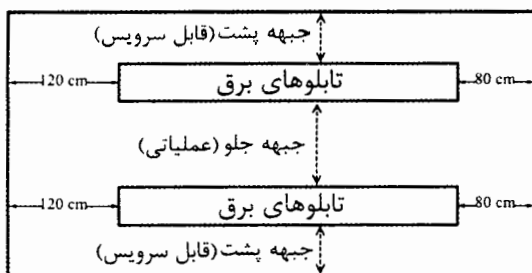 جبهه پشت(قابل سرویس)
120 cm
تابلوهای برق
80 cm
جبهه جلو(عملیاتی)
120 cm
تابلوهای برق
80 cm
جبهه پشت(قابل سرویس)